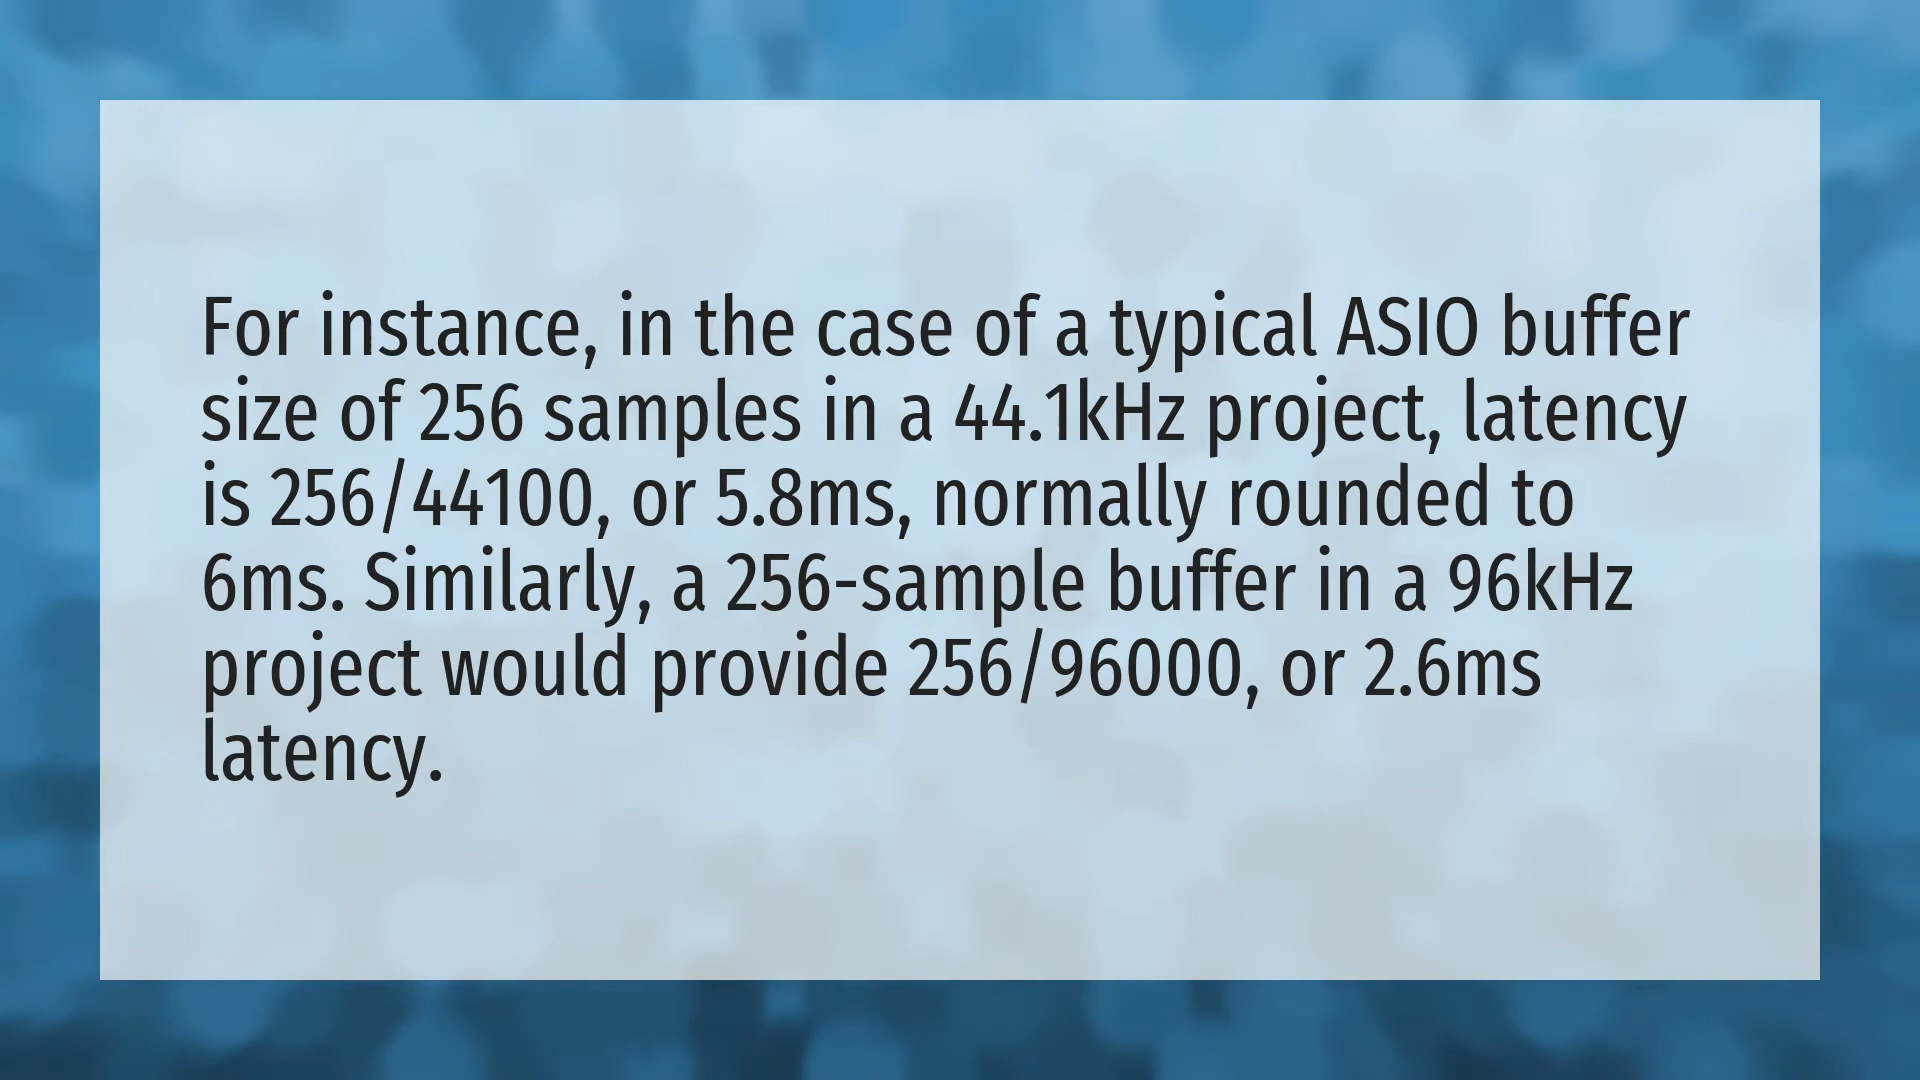 For instance, in the case of a typical ASIO buffer
size of 256 samples in a 44.1kHz project, latency
is 256/44100, or 5.8ms, normally rounded to
6ms. Similarly, a 256-sample buffer in a 96kHz
project would provide 256/96000, or 2.6ms
latency.